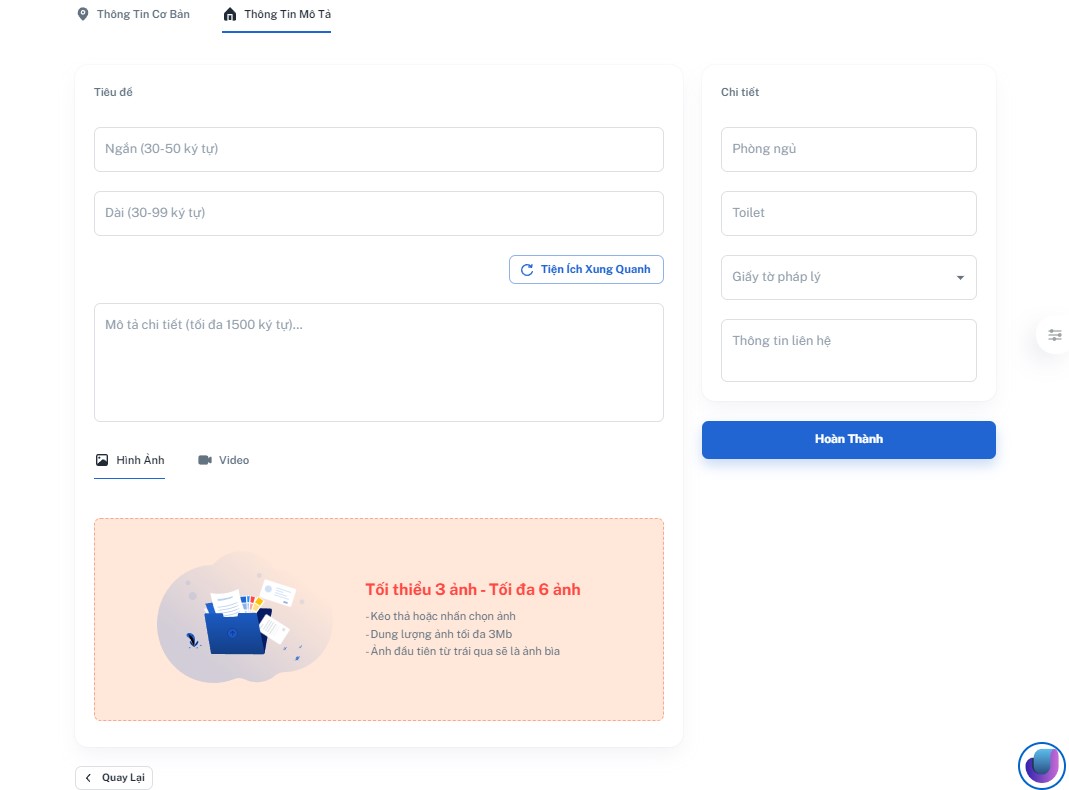 Thông Tin Cơ Bản
Thông Tin Mô Tả
Tiêu đề
Ngắn (30-50 ký tự)
Dài (30-99 ký tự)
Tiện Ích Xung Quanh
Mô tả chi tiết (tối đa 1500 ký tự)...
Hình Ảnh
Video
Tối thiểu 3 ảnh - Tối đa 6 ảnh
- Kéo thả hoặc nhấn chọn ảnh
- Dung lượng ảnh tối đa 3Mb
- Ảnh đầu tiên từ trái qua sẽ là ảnh bìa
Quay Lại
Chi tiết
Phòng ngủ
Toilet
Giấy tờ pháp lý
Thông tin liên hệ
Hoàn Thành